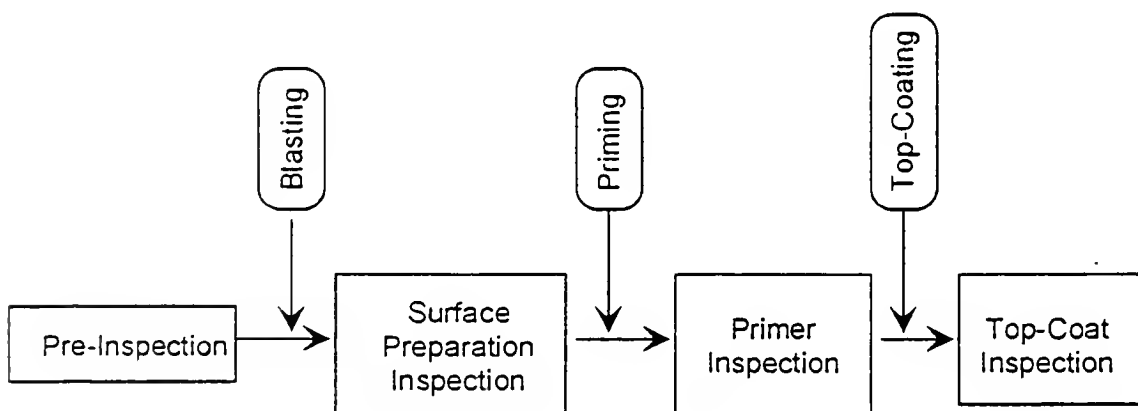 Blasting
Priming
Top-Coating
Pre-Inspection
Surface
Preparation
Inspection
Primer
Inspection
Top-Coat
Inspection